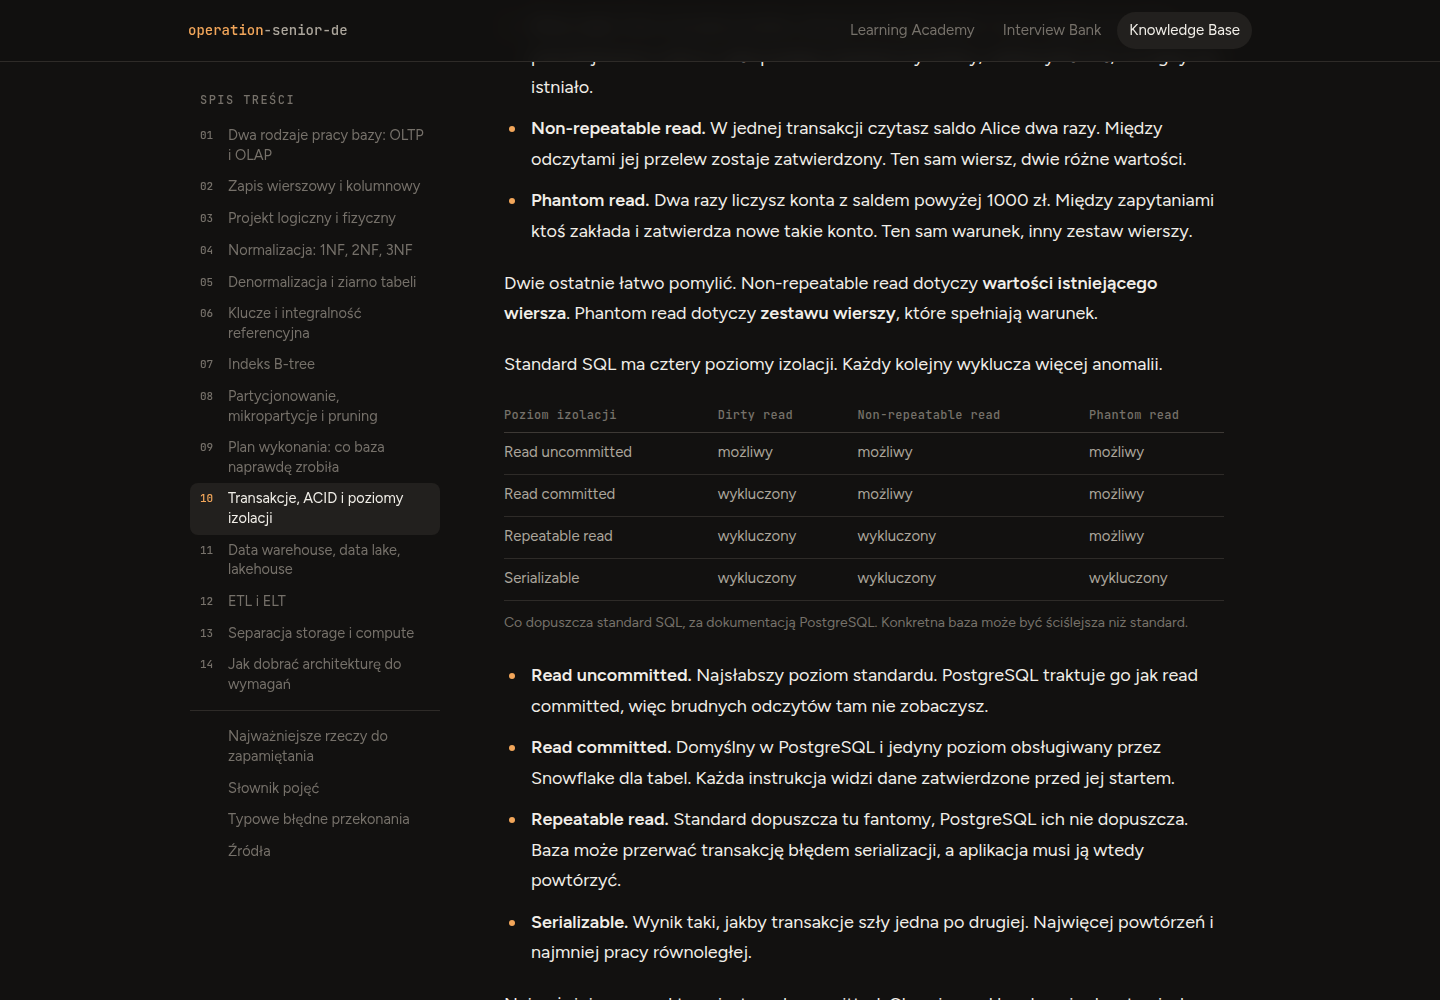 operation-senior-de
Learning Academy
Interview Bank
Knowledge Base
SPIS TREŚCI
01 Dwa rodzaje pracy bazy: OLTP
i OLAP
02 Zapis wierszowy i kolumnowy
03 Projekt logiczny i fizyczny
04 Normalizacja: 1NF, 2NF, 3NF
05 Denormalizacja i ziarno tabeli
06 Klucze i integralność
referencyjna
07 Indeks B-tree
08 Partycjonowanie,
mikropartycje i pruning
09 Plan wykonania: co baza
naprawdę zrobiła
10 Transakcje, ACID i poziomy
izolacji
11 Data warehouse, data lake,
lakehouse
12 ETL i ELT
13 Separacja storage i compute
14 Jak dobrać architekturę do
wymagań
Najważniejsze rzeczy do
zapamiętania
Słownik pojęć
Typowe błędne przekonania
Źródła
istniało.
Non-repeatable read. W jednej transakcji czytasz saldo Alice dwa razy. Między
odczytami jej przelew zostaje zatwierdzony. Ten sam wiersz, dwie różne wartości.
Phantom read. Dwa razy liczysz konta z saldem powyżej 1000 zł. Między zapytaniami
ktoś zakłada i zatwierdza nowe takie konto. Ten sam warunek, inny zestaw wierszy.
Dwie ostatnie łatwo pomylić. Non-repeatable read dotyczy wartości istniejącego
wiersza. Phantom read dotyczy zestawu wierszy, które spełniają warunek.
Standard SQL ma cztery poziomy izolacji. Każdy kolejny wyklucza więcej anomalii.
Poziom izolacji Dirty read Non-repeatable read Phantom read
Read uncommitted możliwy możliwy możliwy
Read committed wykluczony możliwy możliwy
Repeatable read wykluczony wykluczony możliwy
Serializable wykluczony wykluczony wykluczony
Co dopuszcza standard SQL, za dokumentacją PostgreSQL. Konkretna baza może być ściślejsza niż standard.
Read uncommitted. Najsłabszy poziom standardu. PostgreSQL traktuje go jak read
committed, więc brudnych odczytów tam nie zobaczysz.
Read committed. Domyślny w PostgreSQL i jedyny poziom obsługiwany przez
Snowflake dla tabel. Każda instrukcja widzi dane zatwierdzone przed jej startem.
Repeatable read. Standard dopuszcza tu fantomy, PostgreSQL ich nie dopuszcza.
Baza może przerwać transakcję błędem serializacji, a aplikacja musi ją wtedy
powtórzyć.
Serializable. Wynik taki, jakby transakcje szły jedna po drugiej. Najwięcej powtórzeń i
najmniej pracy równoległej.